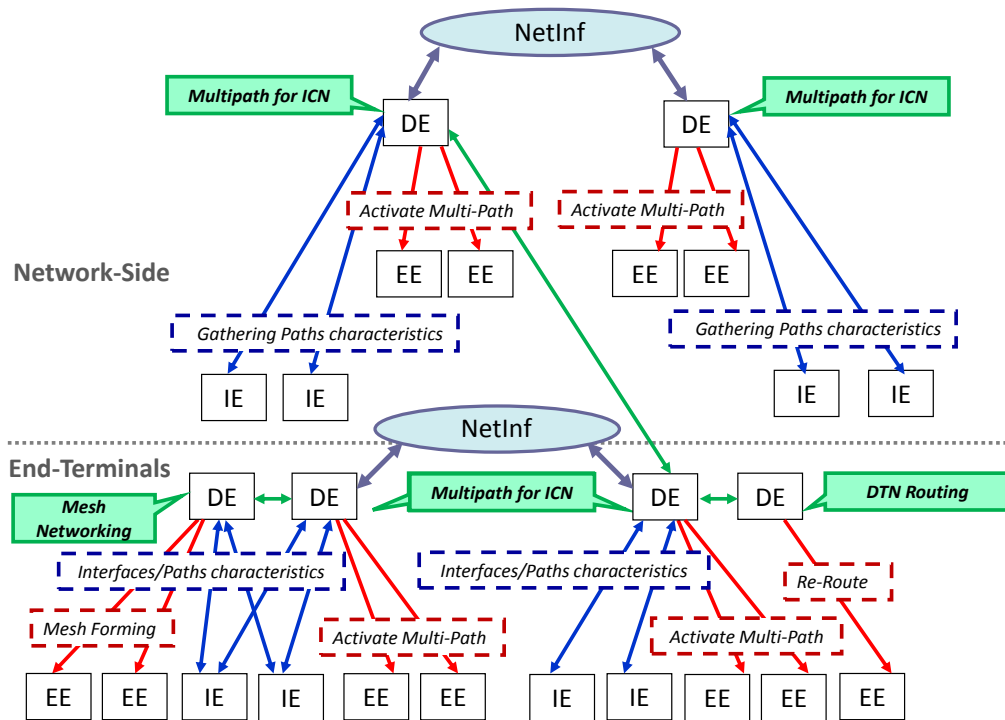 NetInf
Multipath for ICN
DE
DE
Multipath for ICN
Activate Multi-Path
Activate Multi-Path
EE
EE
EE
EE
Network-Side
Gathering Paths characteristics
Gathering Paths characteristics
IE
IE
IE
IE
NetInf
End-Terminals
Mesh
Networking
DE
DE
Multipath for ICN
DE
DE
DTN Routing
Interfaces/Paths characteristics
Interfaces/Paths characteristics
Re-Route
Mesh Forming
Activate Multi-Path
Activate Multi-Path
EE
EE
IE
IE
EE
EE
IE
IE
EE
EE
EE